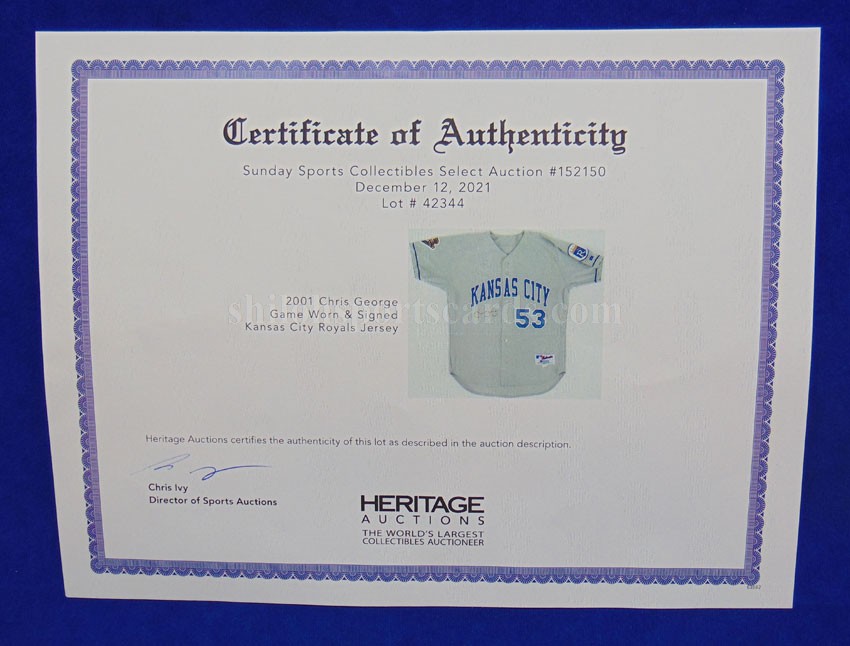 Certificate of Authenticity
Sunday Sports Collectibles Select Auction #152150
December 12, 2021
Lot # 42344
2001 Chris George
Game Worn & Signed
Kansas City Royals Jersey
KANSAS CITY
53
Heritage Auctions certifies the authenticity of this lot as described in the auction description.
Chris Ivy
Director of Sports Auctions
HERITAGE
AUCTIONS
THE WORLD'S LARGEST
COLLECTIBLES AUCTIONEER